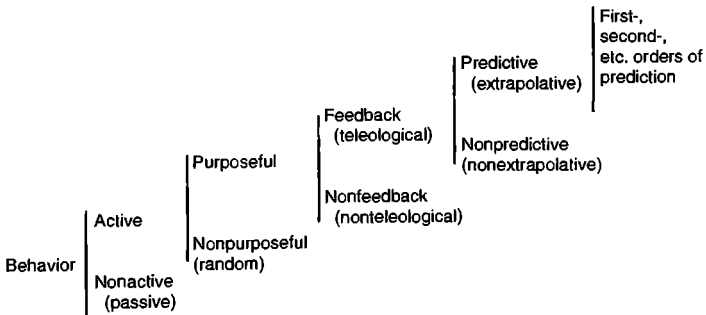 First-,
second-,
etc. orders of
prediction
Predictive
(extrapolative)
Nonpredictive
(nonextrapolative)
Feedback
(teleological)
Nonfeedback
(nonteleological)
Purposeful
Nonpurposeful
(random)
Active
Nonactive
(passive)
Behavior